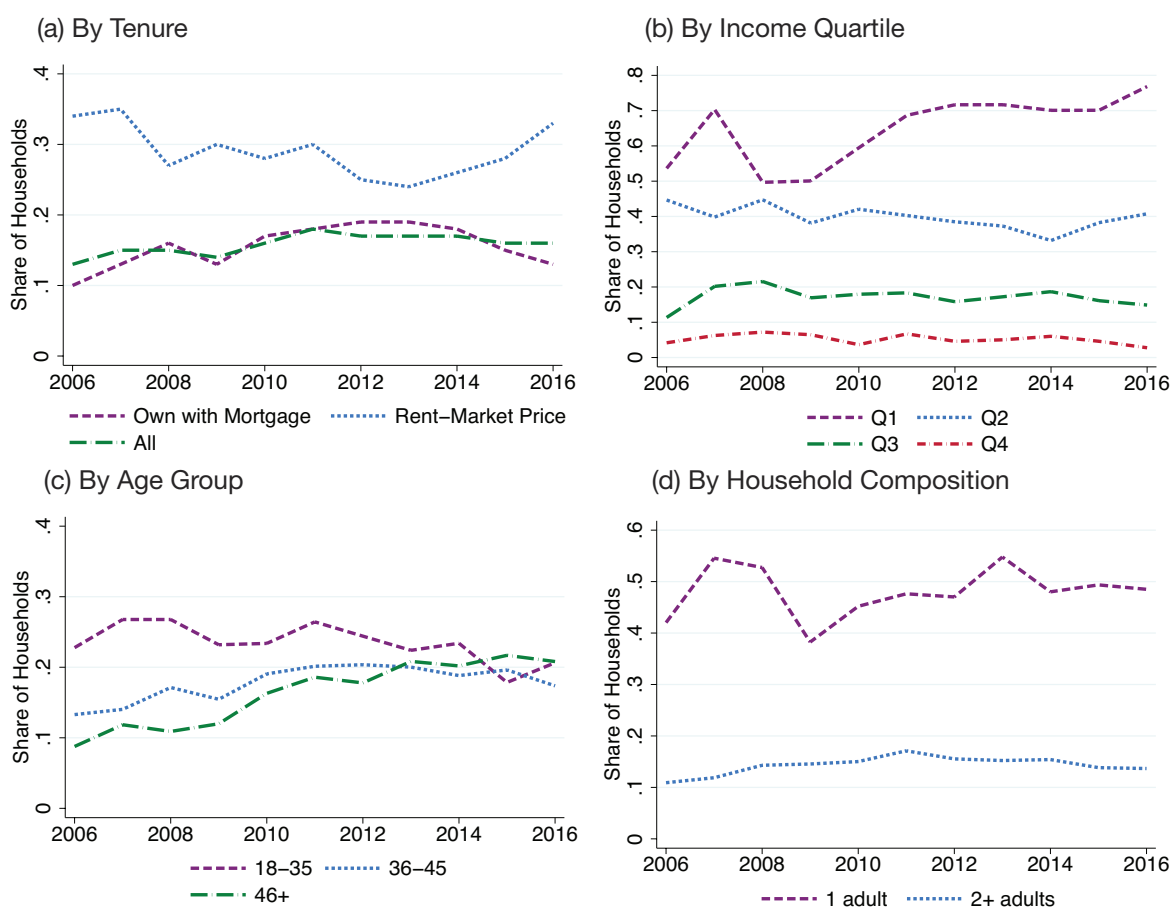 (a) By Tenure
Share of Households
.4
.3
.2
.1
0
2006 2008 2010 2012 2014 2016
Own with Mortgage Rent–Market Price
All
(b) By Income Quartile
Share of Households
.8
.7
.6
.5
.4
.3
.2
.1
0
2006 2008 2010 2012 2014 2016
Q1 Q2
Q3 Q4
(c) By Age Group
Share of Households
.4
.3
.2
.1
0
2006 2008 2010 2012 2014 2016
18–35 36–45
46+
(d) By Household Composition
Share of Households
.6
.5
.4
.3
.2
.1
0
2006 2008 2010 2012 2014 2016
1 adult 2+ adults